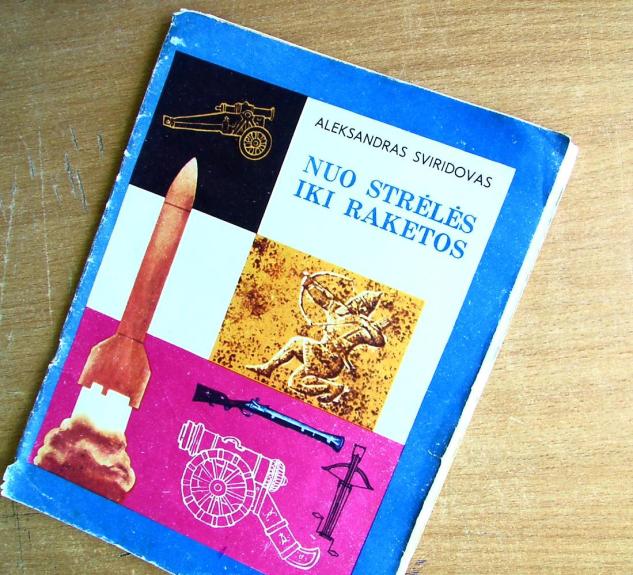 ALEKSANDRAS SVIRIDOVAS
NUO STRĖLĖS
IKI RAKETOS